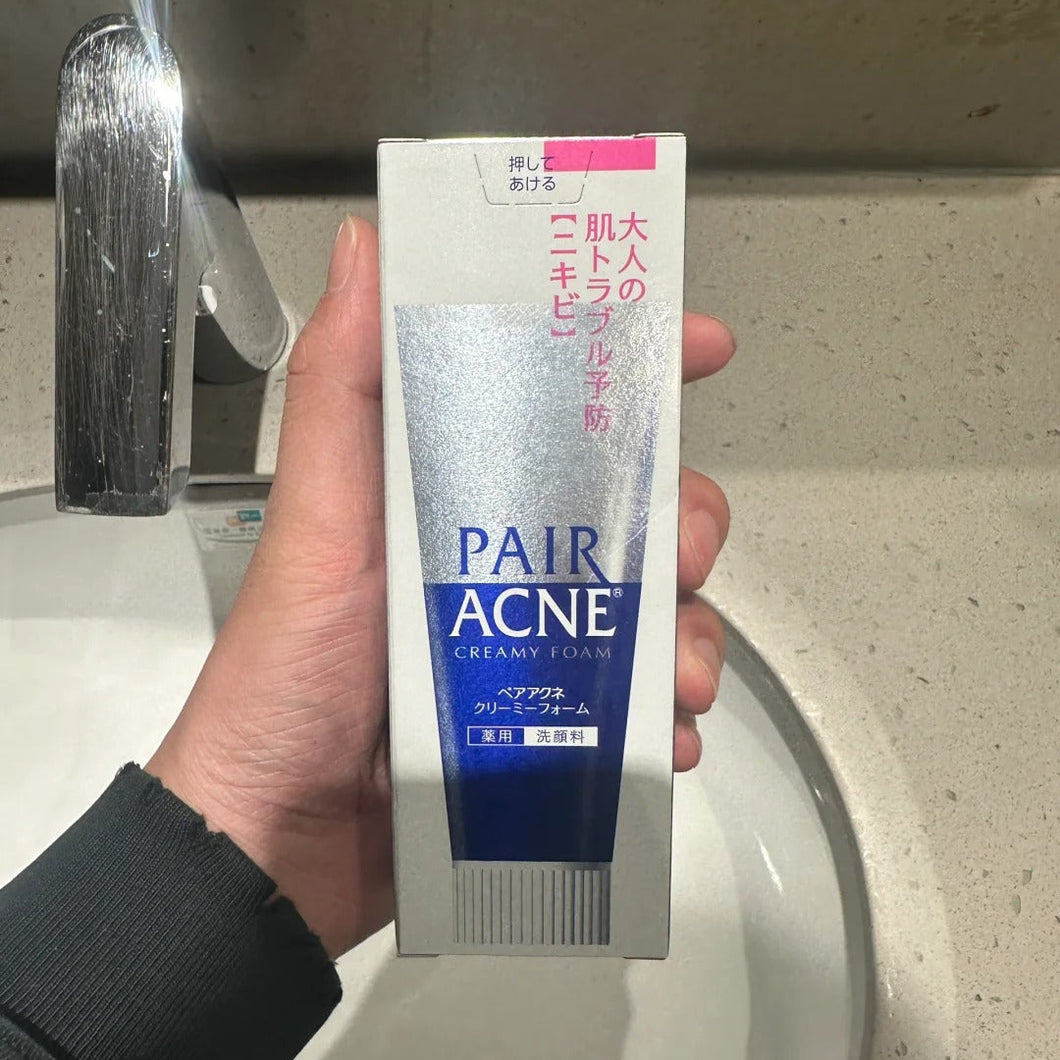 押して
あける
大人の
肌トラブル予防
【ニキビ】
PAIR
ACNE®
CREAMY FOAM
ペアアクネ
クリーミーフォーム
薬用 洗顔料